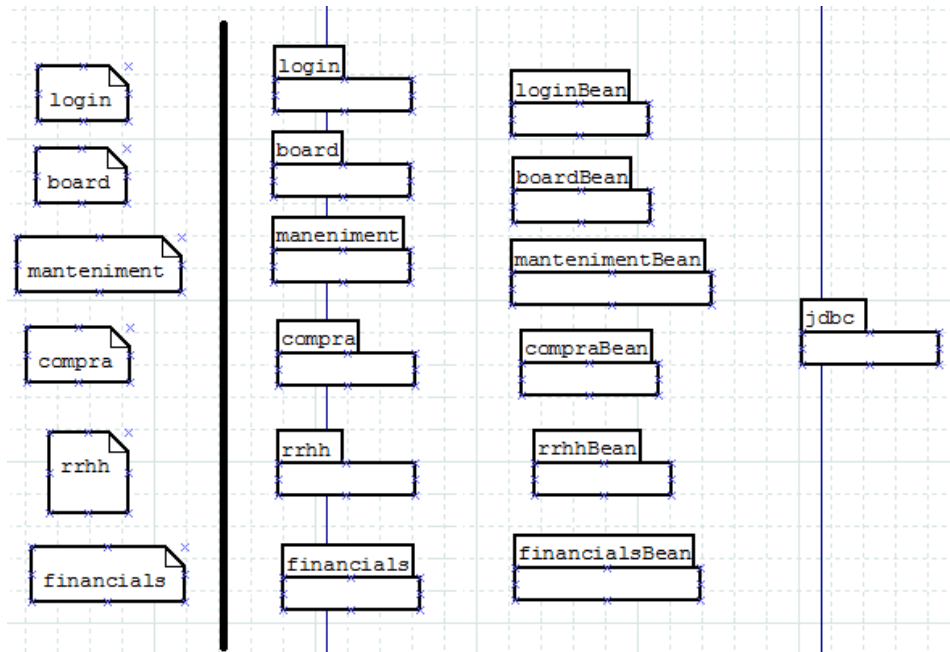 login
board
manteniment
compra
rrhh
financials
login
board
maneniment
compra
rrhh
financials
loginBean
boardBean
mantenimentBean
compraBean
rrhhBean
financialsBean
jdbc